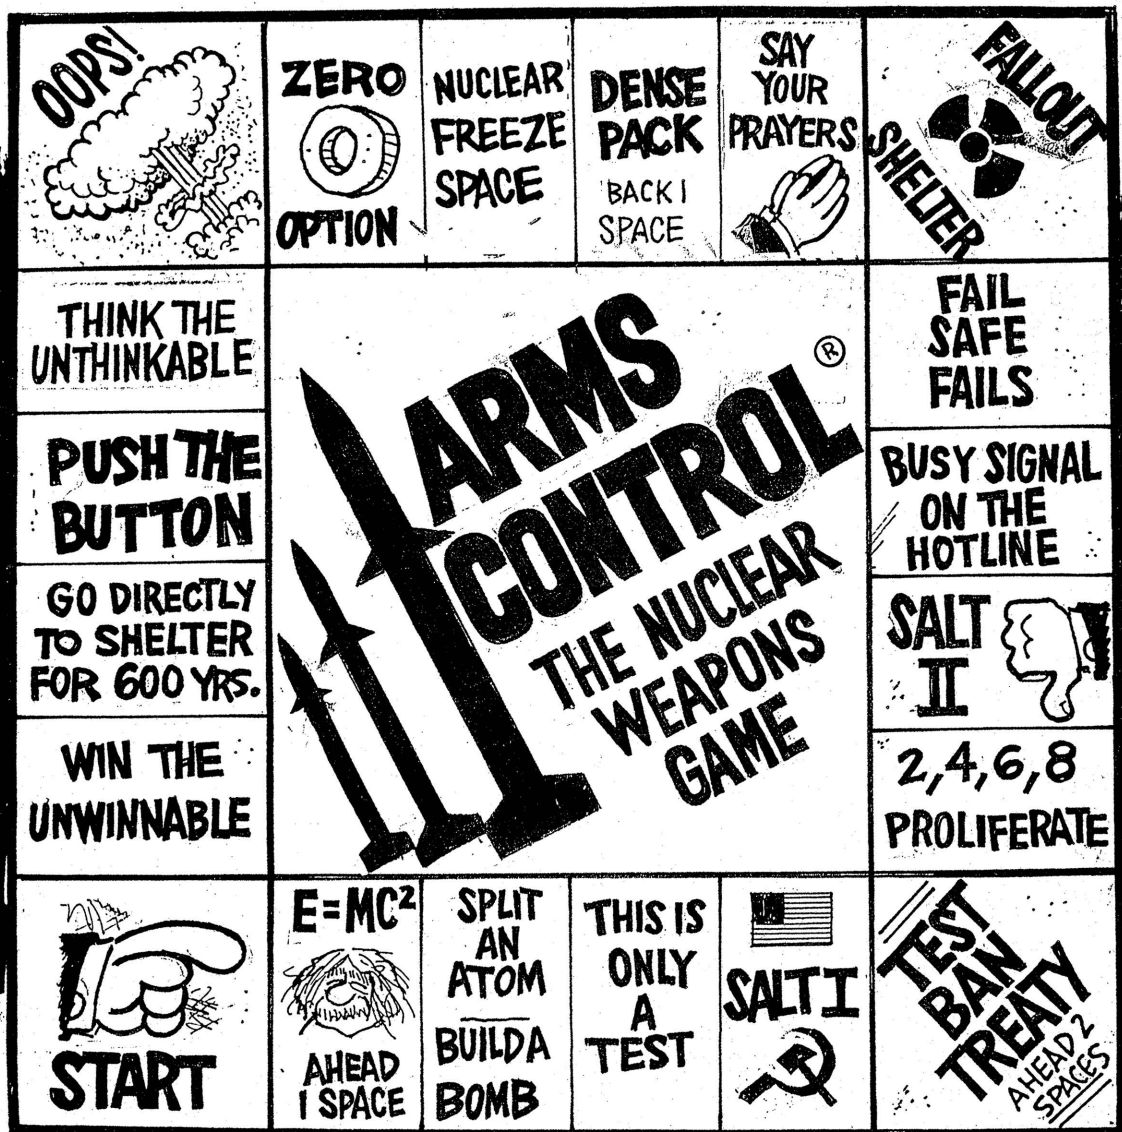 OOPS!
ZERO
OPTION
NUCLEAR
FREEZE
SPACE
DENSE
PACK
BACK 1
SPACE
SAY
YOUR
PRAYERS
FALLOUT
SHELTER
THINK THE
UNTHINKABLE
PUSH THE
BUTTON
GO DIRECTLY
TO SHELTER
FOR 600 YRS.
WIN THE
UNWINNABLE
ARMS
CONTROL
®
THE NUCLEAR
WEAPONS
GAME
FAIL
SAFE
FAILS
BUSY SIGNAL
ON THE
HOTLINE
SALT
II
2,4,6,8
PROLIFERATE
START
E=MC²
AHEAD
1 SPACE
SPLIT
AN
ATOM
BUILD A
BOMB
THIS IS
ONLY
A
TEST
SALT I
TEST
BAN
TREATY
AHEAD 2
SPACES